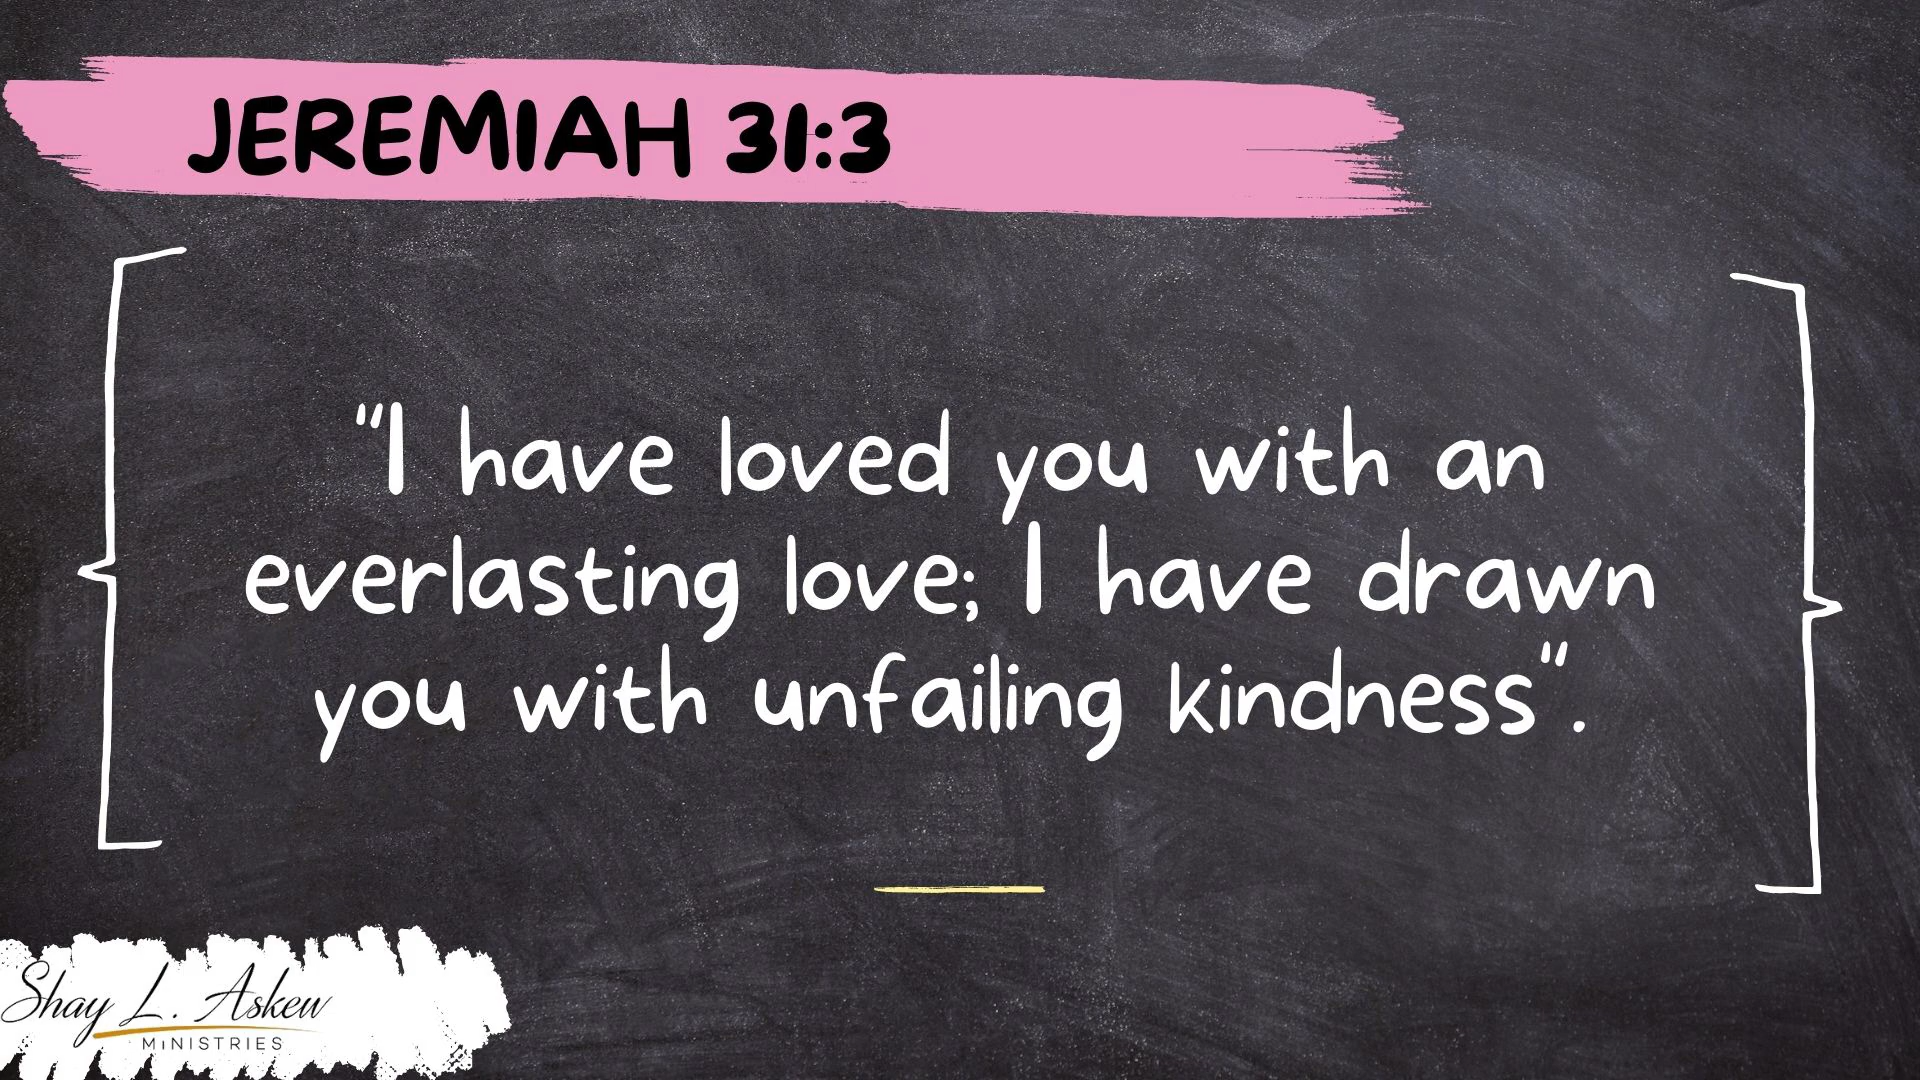 JEREMIAH 31:3
"I have loved you with an
everlasting love; I have drawn
you with unfailing kindness".
Shay L. Askew
MiNISTRIES